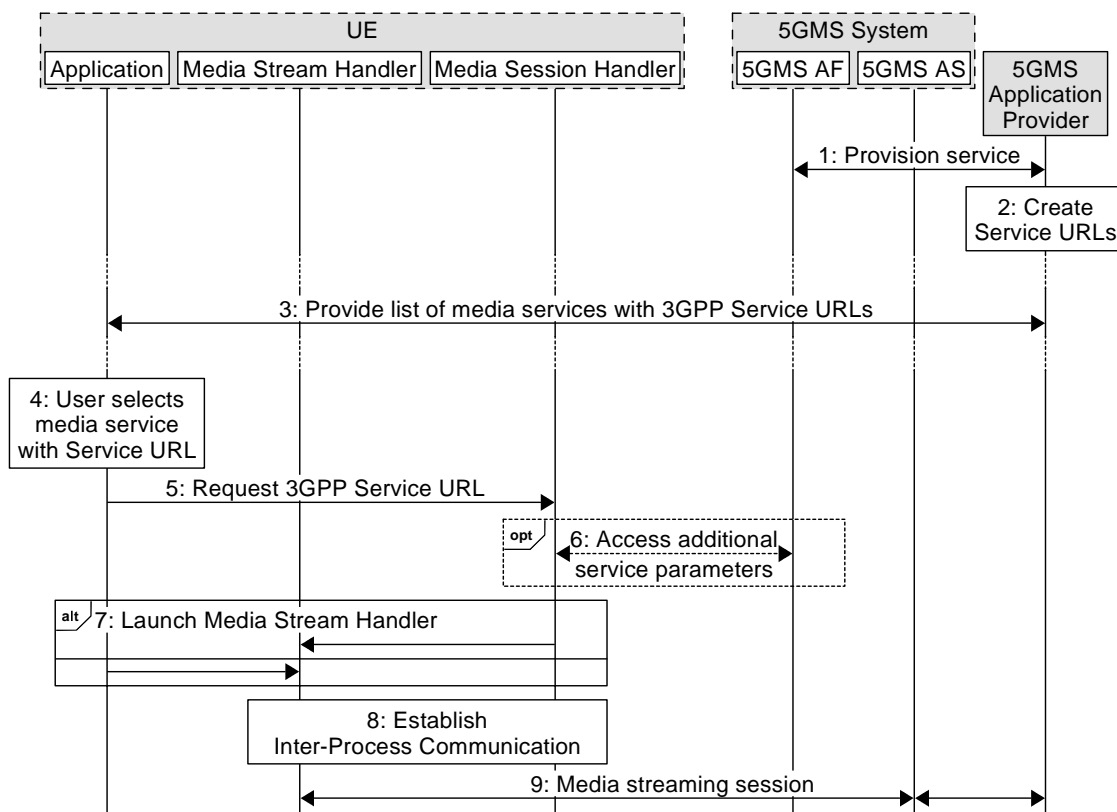 UE
5GMS System
Application
Media Stream Handler
Media Session Handler
5GMS AF
5GMS AS
5GMS
Application
Provider
1: Provision service
2: Create
Service URLs
3: Provide list of media services with 3GPP Service URLs
4: User selects
media service
with Service URL
5: Request 3GPP Service URL
opt
6: Access additional
service parameters
alt
7: Launch Media Stream Handler
8: Establish
Inter-Process Communication
9: Media streaming session